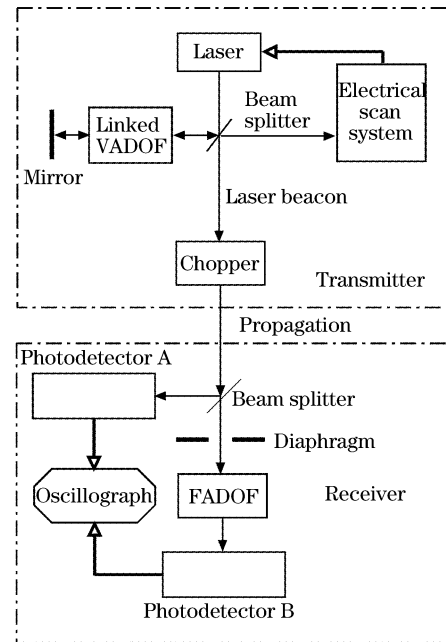 Laser
Beam
splitter
Electrical
scan
system
Linked
VADOF
Mirror
Laser beacon
Chopper
Transmitter
Propagation
Photodetector A
Beam splitter
Diaphragm
Oscillograph
FADOF
Receiver
Photodetector B